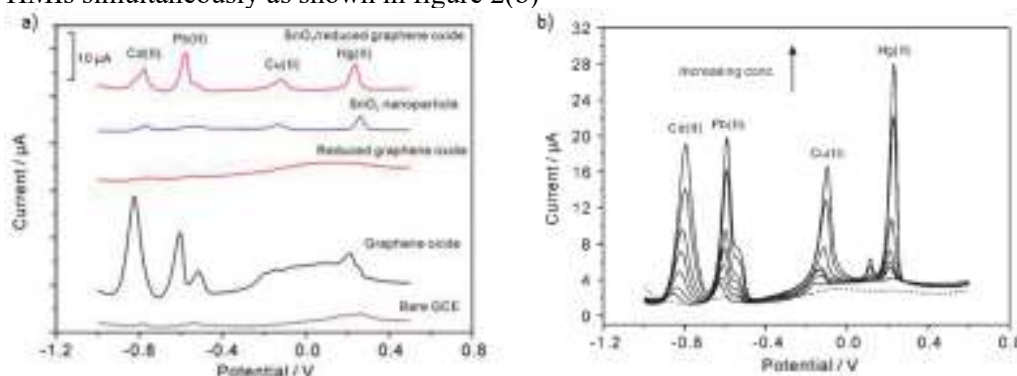 HMIs simultaneously as shown in figure 2(b)
a)
10 µA
Cd(II)
Pb(II)
Cu(II)
Hg(II)
SnO₂/reduced graphene oxide
SnO₂ nanoparticle
Reduced graphene oxide
Graphene oxide
Bare GCE
Current / µA
-1.2 -0.8 -0.4 0.0 0.4 0.8
Potential / V
b)
32
28
24
20
16
12
8
4
0
Increasing conc.
Cd(II)
Pb(II)
Cu(II)
Hg(II)
Current / µA
-1.2 -0.8 -0.4 0.0 0.4 0.8
Potential / V